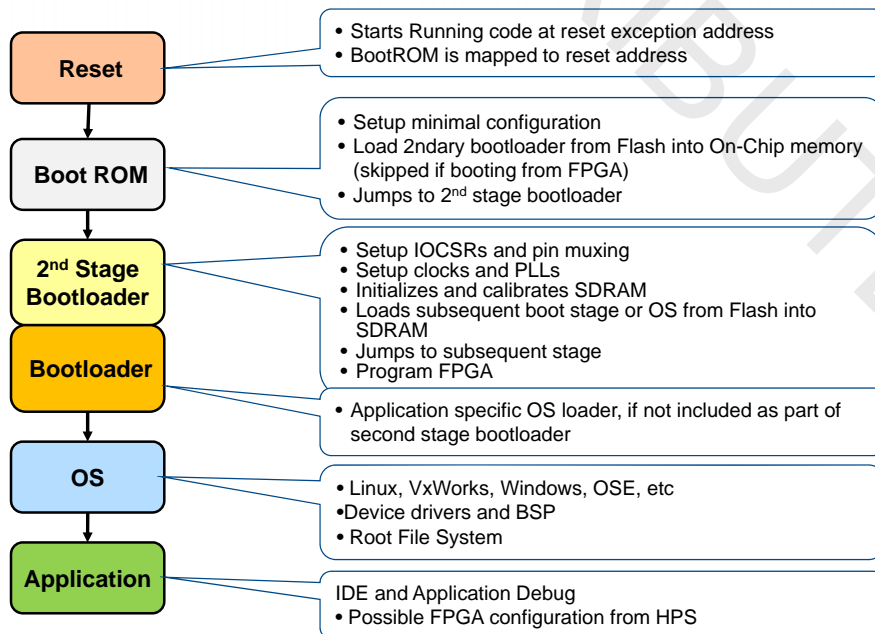 Reset
• Starts Running code at reset exception address
• BootROM is mapped to reset address
Boot ROM
• Setup minimal configuration
• Load 2ndary bootloader from Flash into On-Chip memory
(skipped if booting from FPGA)
• Jumps to 2nd stage bootloader
2nd Stage
Bootloader
• Setup IOCSRs and pin muxing
• Setup clocks and PLLs
• Initializes and calibrates SDRAM
• Loads subsequent boot stage or OS from Flash into
SDRAM
• Jumps to subsequent stage
• Program FPGA
Bootloader
• Application specific OS loader, if not included as part of
second stage bootloader
OS
• Linux, VxWorks, Windows, OSE, etc
•Device drivers and BSP
• Root File System
Application
IDE and Application Debug
• Possible FPGA configuration from HPS